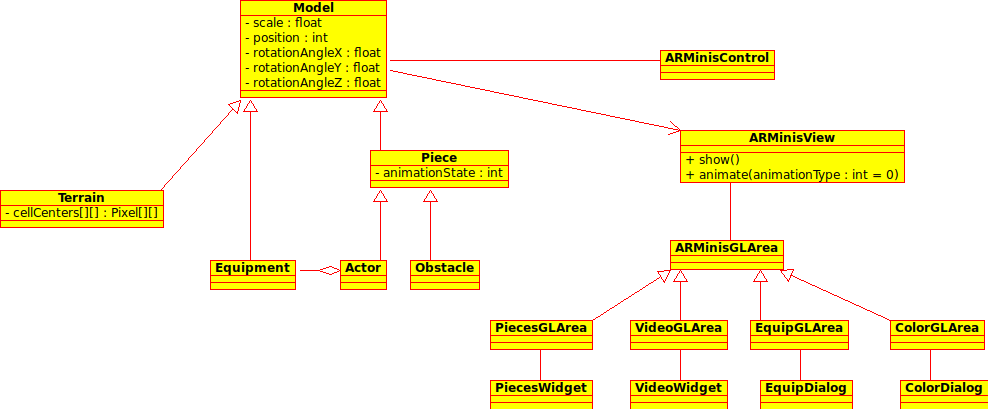 Model
- scale : float
- position : int
- rotationAngleX : float
- rotationAngleY : float
- rotationAngleZ : float
ARMinisControl
ARMinisView
+ show()
+ animate(animationType : int = 0)
Piece
- animationState : int
Terrain
- cellCenters[][] : Pixel[][]
Equipment
Actor
Obstacle
ARMinisGLArea
PiecesGLArea
VideoGLArea
EquipGLArea
ColorGLArea
PiecesWidget
VideoWidget
EquipDialog
ColorDialog